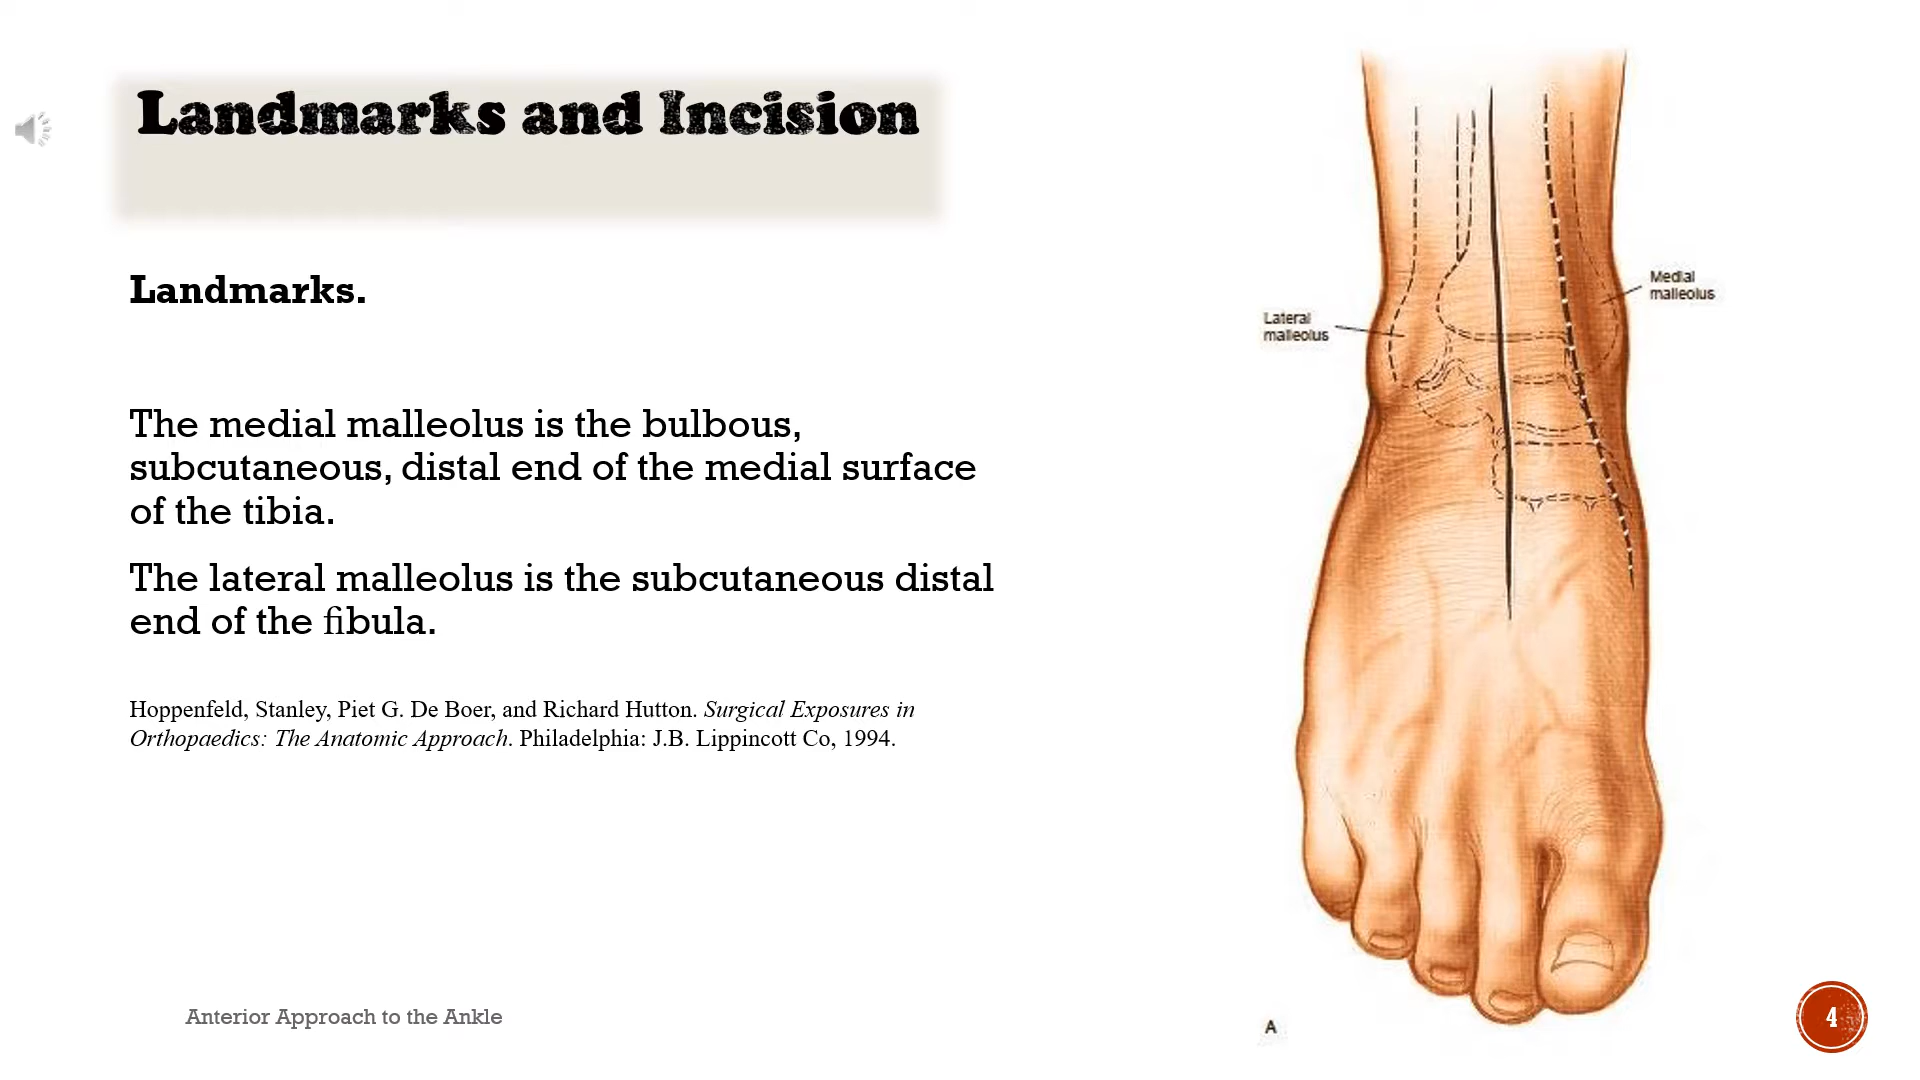 Landmarks and Incision
Landmarks.
The medial malleolus is the bulbous,
subcutaneous, distal end of the medial surface
of the tibia.
The lateral malleolus is the subcutaneous distal
end of the fibula.
Hoppenfeld, Stanley, Piet G. De Boer, and Richard Hutton. Surgical Exposures in
Orthopaedics: The Anatomic Approach. Philadelphia: J.B. Lippincott Co, 1994.
Medial
malleolus
Lateral
malleolus
A
Anterior Approach to the Ankle
4